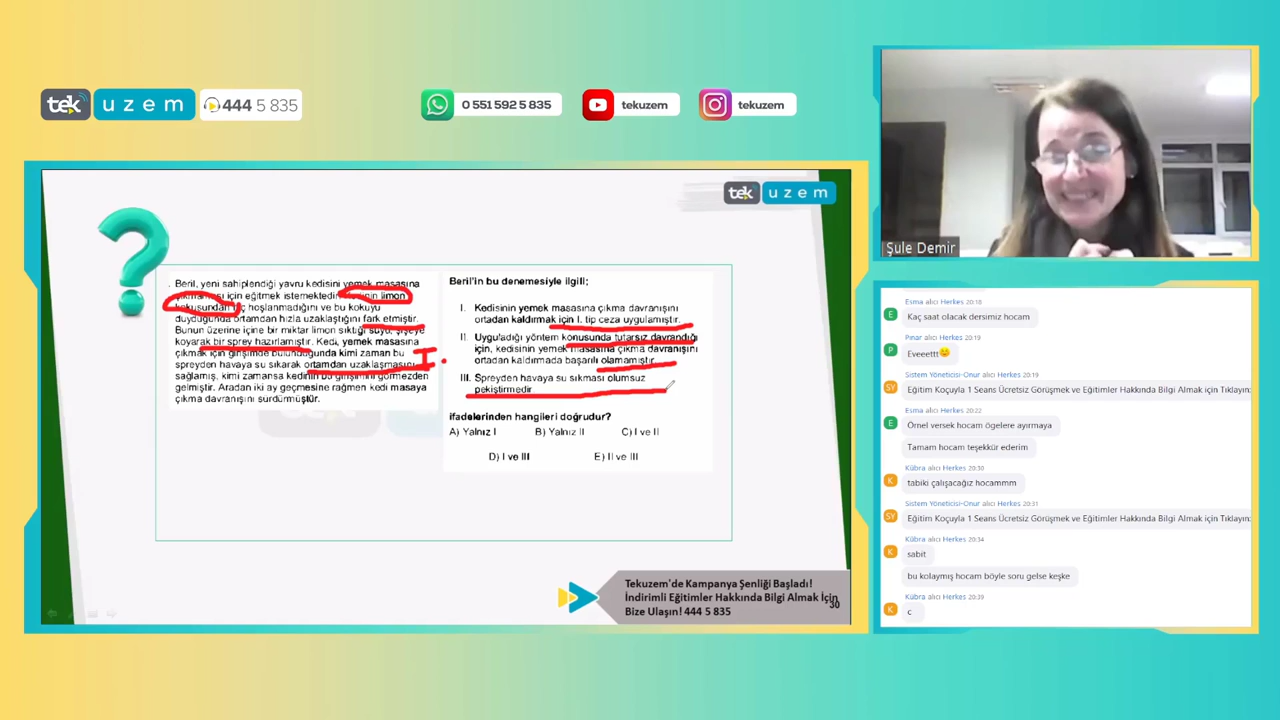 tek uzem 444 5 835
0 551 592 5 835
tekuzem
tekuzem
tek uzem
Beril, yeni sahiplendiği yavru kedisini yemek masasına
için eğitmek istemektedir. limon
kokusundan hiç hoşlanmadığını ve bu kokuyu
duyduğunda ortamdan hızla uzaklaştığını fark etmiştir.
Bunun üzerine içine bir miktar limon sıktığı suyu, şişeye
koyarak bir sprey hazırlamıştır. Kedi, yemek masasına
çıkmak için girişimde bulunduğunda kimi zaman bu
spreyden havaya su sıkarak ortamdan uzaklaşmasını
sağlamış, kimi zamansa kedinin bu girişimini görmezden
gelmiştir. Aradan iki ay geçmesine rağmen kedi masaya
çıkma davranışını sürdürmüştür.
I.
Beril'in bu denemesiyle ilgili;
I. Kedisinin yemek masasına çıkma davranışını
ortadan kaldırmak için I. tip ceza uygulamıştır.
II. Uyguladığı yöntem konusunda tutarsız davrandığı
için, kedisinin yemek masasına çıkma davranışını
ortadan kaldırmada başarılı olamamıştır.
III. Spreyden havaya su sıkması olumsuz
pekiştirmedir
ifadelerinden hangileri doğrudur?
A) Yalnız I B) Yalnız II C) I ve II
D) I ve III E) II ve III
Tekuzem'de Kampanya Şenliği Başladı!
İndirimli Eğitimler Hakkında Bilgi Almak İçin
Bize Ulaşın! 444 5 835
30
Şule Demir
Esma alıcı Herkes 20:18
E Kaç saat olacak dersimiz hocam
Pınar alıcı Herkes 20:19
P Eveeettt
Sistem Yöneticisi-Onur alıcı Herkes 20:19
SY Eğitim Koçuyla 1 Seans Ücretsiz Görüşmek ve Eğitimler Hakkında Bilgi Almak için Tıklayın:
Esma alıcı Herkes 20:22
E Örnel versek hocam ögelere ayırmaya
Tamam hocam teşekkür ederim
Kübra alıcı Herkes 20:30
K tabiki çalışacağız hocammm
Sistem Yöneticisi-Onur alıcı Herkes 20:31
SY Eğitim Koçuyla 1 Seans Ücretsiz Görüşmek ve Eğitimler Hakkında Bilgi Almak için Tıklayın:
Kübra alıcı Herkes 20:34
K sabit
bu kolaymış hocam böyle soru gelse keşke
Kübra alıcı Herkes 20:39
K c